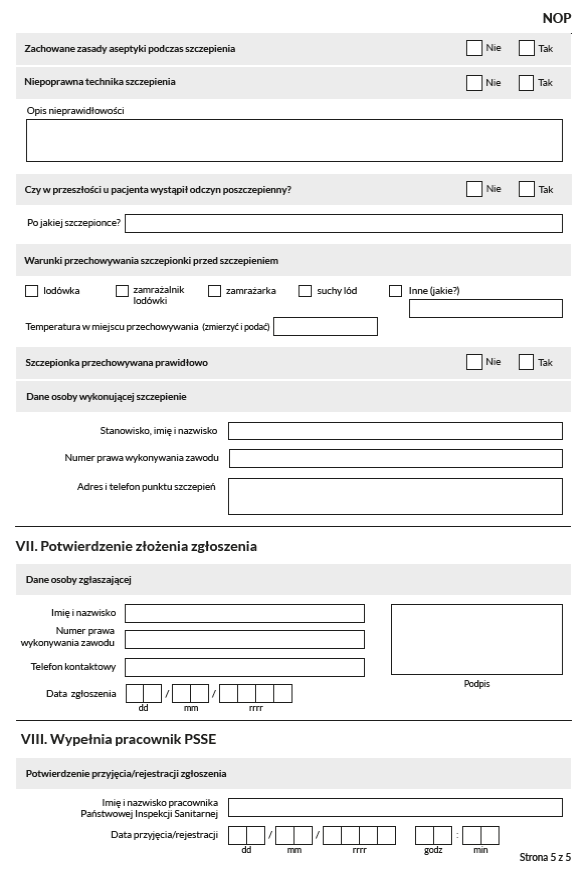 NOP
Zachowane zasady aseptyki podczas szczepienia Nie Tak
Niepoprawna technika szczepienia Nie Tak
Opis nieprawidłowości
Czy w przeszłości u pacjenta wystąpił odczyn poszczepienny? Nie Tak
Po jakiej szczepionce?
Warunki przechowywania szczepionki przed szczepieniem
lodówka zamrażalnik zamrażarka suchy lód Inne (jakie?)
lodówki
Temperatura w miejscu przechowywania (zmierzyć i podać)
Szczepionka przechowywana prawidłowo Nie Tak
Dane osoby wykonującej szczepienie
Stanowisko, imię i nazwisko
Numer prawa wykonywania zawodu
Adres i telefon punktu szczepień
VII. Potwierdzenie złożenia zgłoszenia
Dane osoby zgłaszającej
Imię i nazwisko
Numer prawa
wykonywania zawodu
Telefon kontaktowy
Podpis
Data zgłoszenia / /
dd mm rrrr
VIII. Wypełnia pracownik PSSE
Potwierdzenie przyjęcia/rejestracji zgłoszenia
Imię i nazwisko pracownika
Państwowej Inspekcji Sanitarnej
Data przyjęcia/rejestracji / / :
dd mm rrrr godz min
Strona 5 z 5